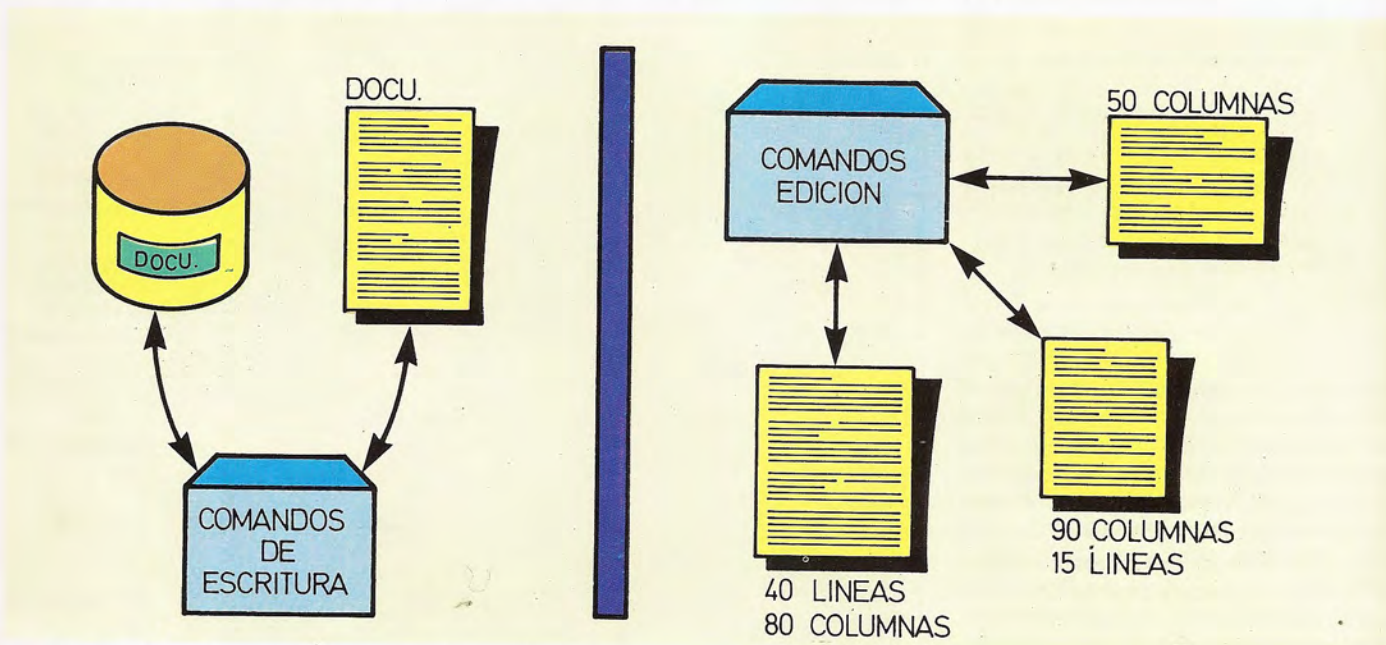 DOCU.
DOCU.
COMANDOS
DE
ESCRITURA
COMANDOS
EDICION
50 COLUMNAS
90 COLUMNAS
15 LINEAS
40 LINEAS
80 COLUMNAS